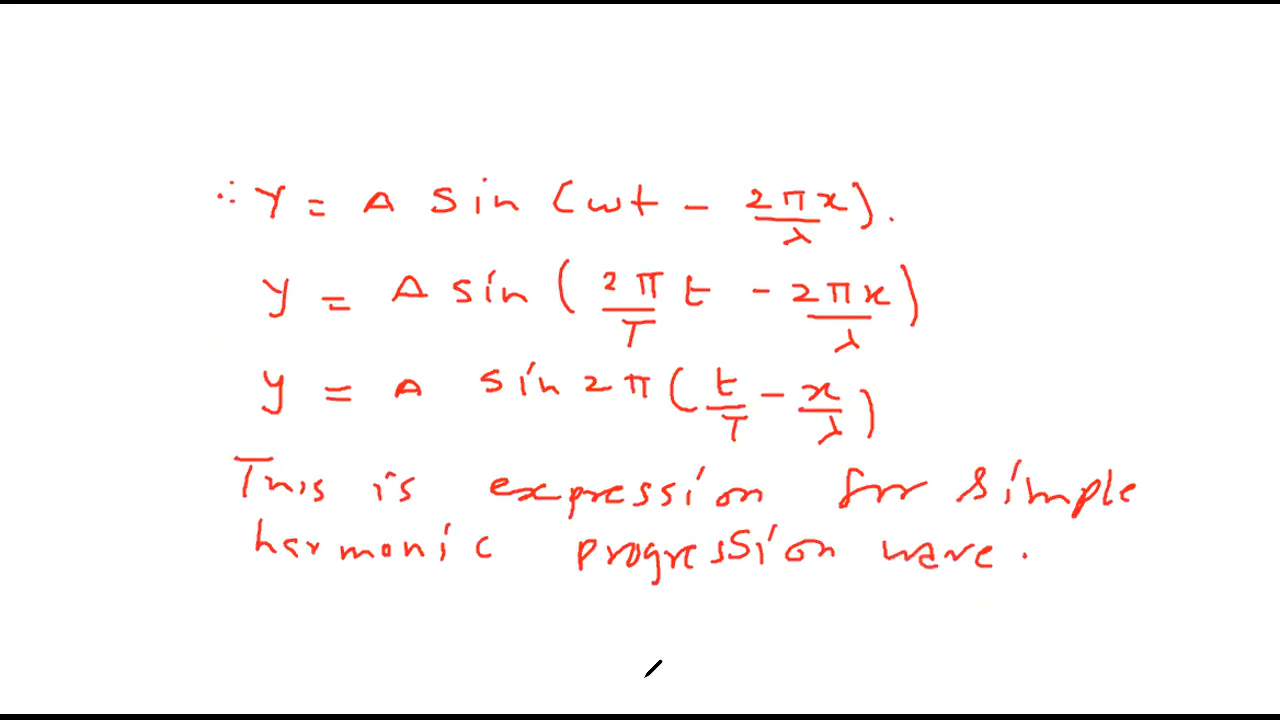 ∴ Y = A sin (ωt - 2πx/λ).
y = A sin (2π/T t - 2πx/λ)
y = A sin 2π (t/T - x/λ)
This is expression for simple
harmonic progression wave.